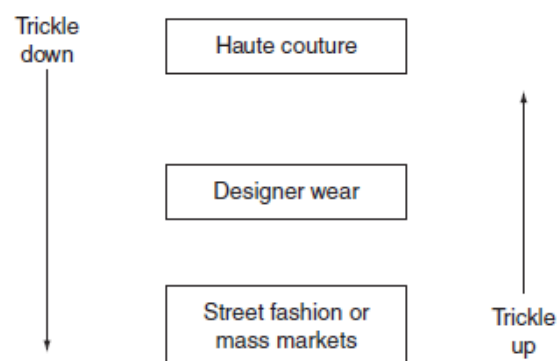 Trickle
down
Haute couture
Designer wear
Street fashion or
mass markets
Trickle
up